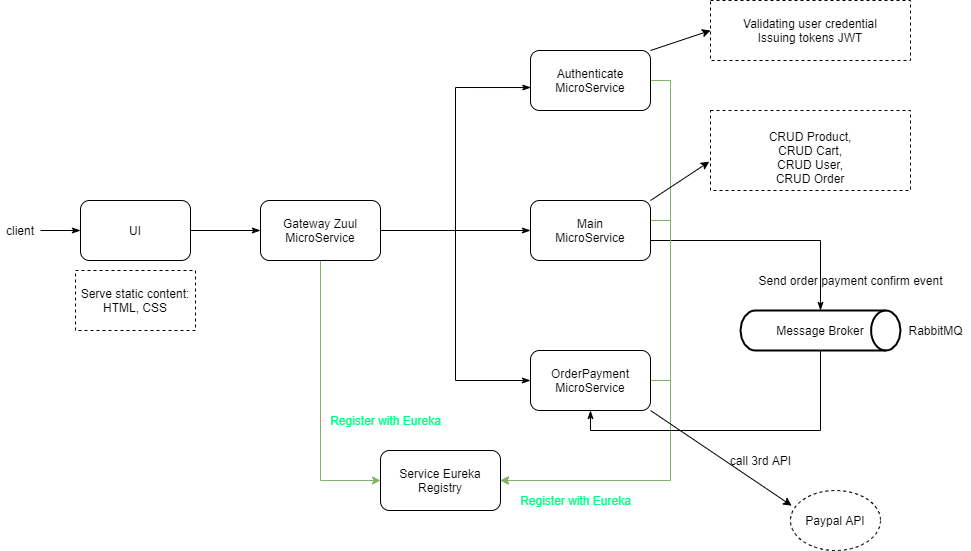 Validating user credential
Issuing tokens JWT
Authenticate
MicroService
CRUD Product,
CRUD Cart,
CRUD User,
CRUD Order
client
UI
Gateway Zuul
MicroService
Main
MicroService
Serve static content:
HTML, CSS
Send order payment confirm event
Message Broker
RabbitMQ
OrderPayment
MicroService
Register with Eureka
call 3rd API
Service Eureka
Registry
Register with Eureka
Paypal API